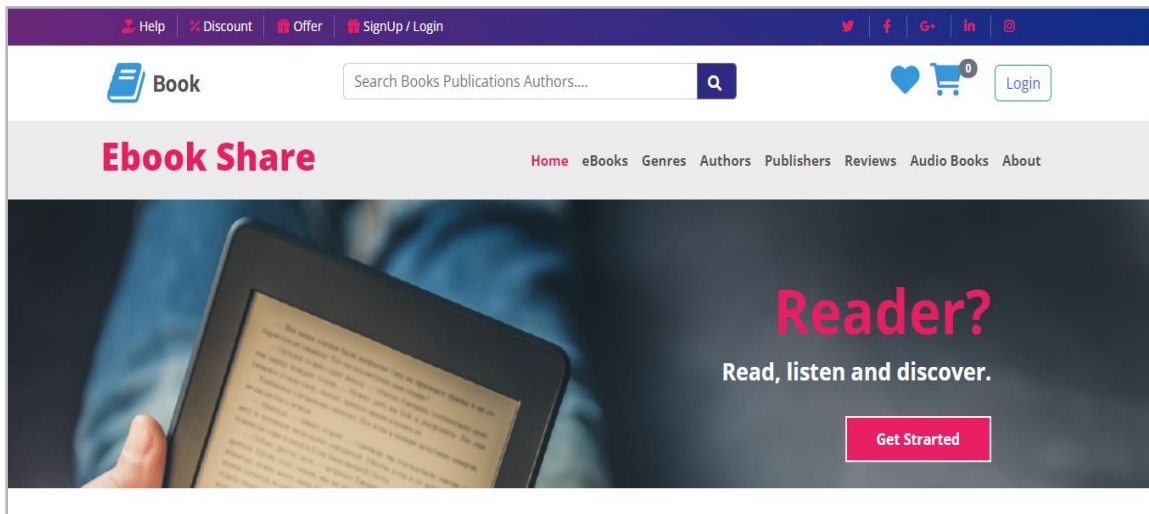 Help Discount Offer SignUp / Login
Book Search Books Publications Authors.... 0 Login
Ebook Share Home eBooks Genres Authors Publishers Reviews Audio Books About
Reader?
Read, listen and discover.
Get Strarted